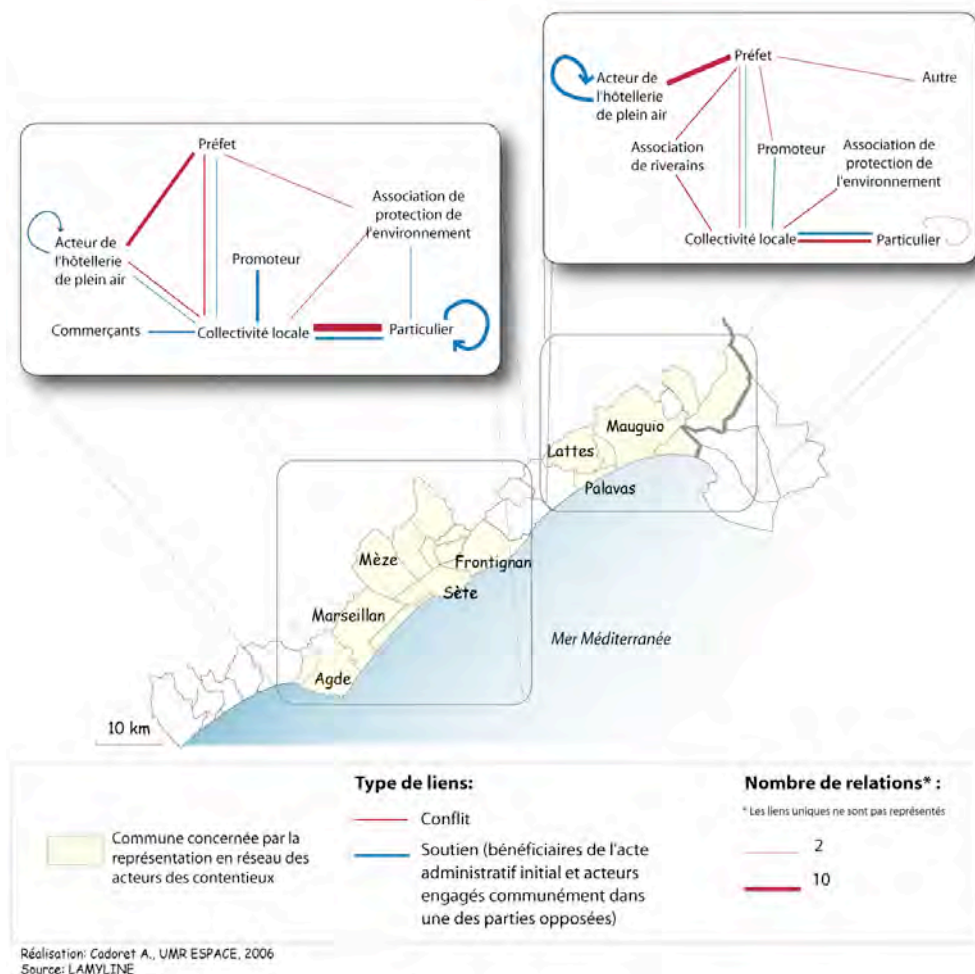 Préfet
Acteur de
l'hôtellerie
de plein air
Autre
Association
de riverains
Promoteur
Association de
protection de
l'environnement
Collectivité locale
Particulier
Préfet
Association de
protection de
l'environnement
Acteur de
l'hôtellerie
de plein air
Promoteur
Commerçants
Collectivité locale
Particulier
Mauguio
Lattes
Palavas
Mèze
Frontignan
Sète
Marseillan
Mer Méditerranée
Agde
10 km
Commune concernée par la
représentation en réseau des
acteurs des contentieux
Type de liens:
Conflit
Soutien (bénéficiaires de l'acte
administratif initial et acteurs
engagés communément dans
une des parties opposées)
Nombre de relations* :
* Les liens uniques ne sont pas représentés
2
10
Réalisation: Cadoret A., UMR ESPACE, 2006
Source: LAMYLINE